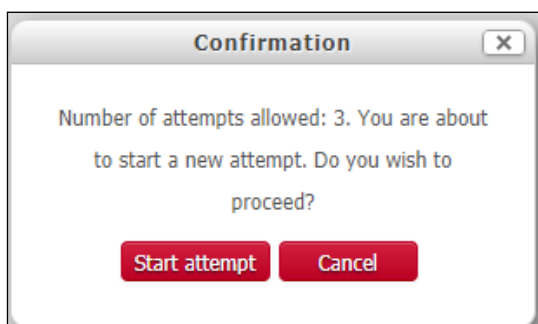 Confirmation
Number of attempts allowed: 3. You are about
to start a new attempt. Do you wish to
proceed?
Start attempt Cancel